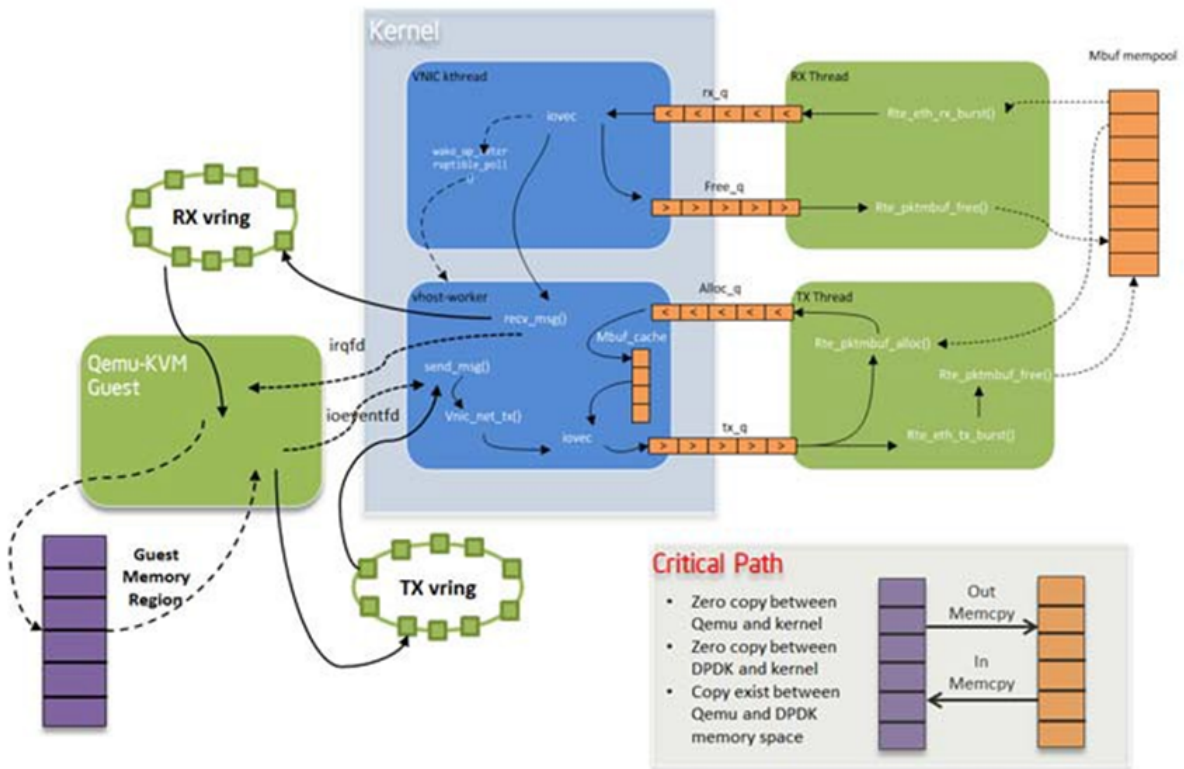 Kernel
VNIC kthread
rx_q
RX Thread
Mbuf mempool
< < < < <
iovec
Rte_eth_rx_burst()
wake_up_inter
ruptible_poll
()
Free_q
> > > > >
Rte_pktmbuf_free()
RX vring
vhost-worker
Alloc_q
TX Thread
< < < < <
recv_msg()
Mbuf_cache
Rte_pktmbuf_alloc()
irqfd
Qemu-KVM
Guest
send_msg()
Rte_pktmbuf_free()
ioeventfd
Vnic_net_tx()
tx_q
iovec
> > > > >
Rte_eth_tx_burst()
Guest
Memory
Region
TX vring
Critical Path
• Zero copy between
Qemu and kernel
• Zero copy between
DPDK and kernel
• Copy exist between
Qemu and DPDK
memory space
Out
Memcpy
In
Memcpy